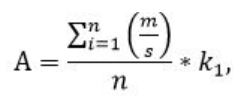 A = \frac{\sum_{i=1}^{n} \left( \frac{m}{s} \right)}{n} * k_1,